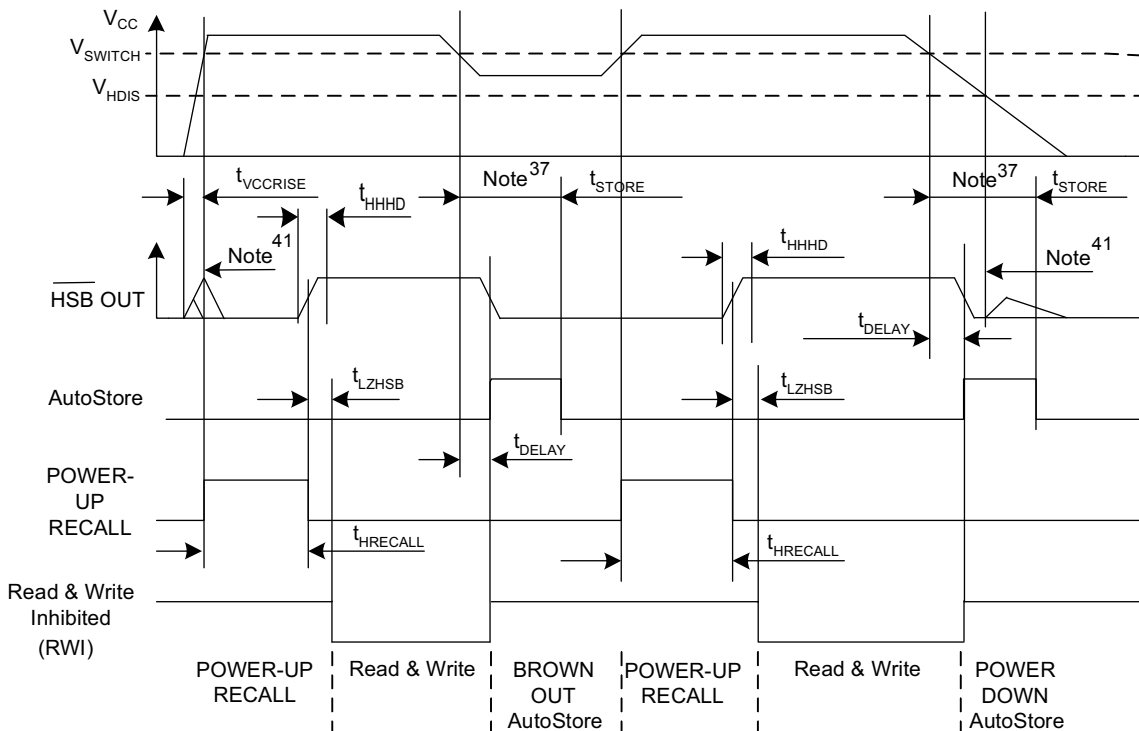 VCC
VSWITCH
VHDIS
tVCCRISE
Note37
tSTORE
Note37
tSTORE
tHHHD
tHHHD
Note41
Note41
HSB OUT
tDELAY
tLZHSB
tLZHSB
AutoStore
tDELAY
POWER-
UP
RECALL
tHRECALL
tHRECALL
Read & Write
Inhibited
(RWI)
POWER-UP
RECALL
Read & Write
BROWN
OUT
AutoStore
POWER-UP
RECALL
Read & Write
POWER
DOWN
AutoStore